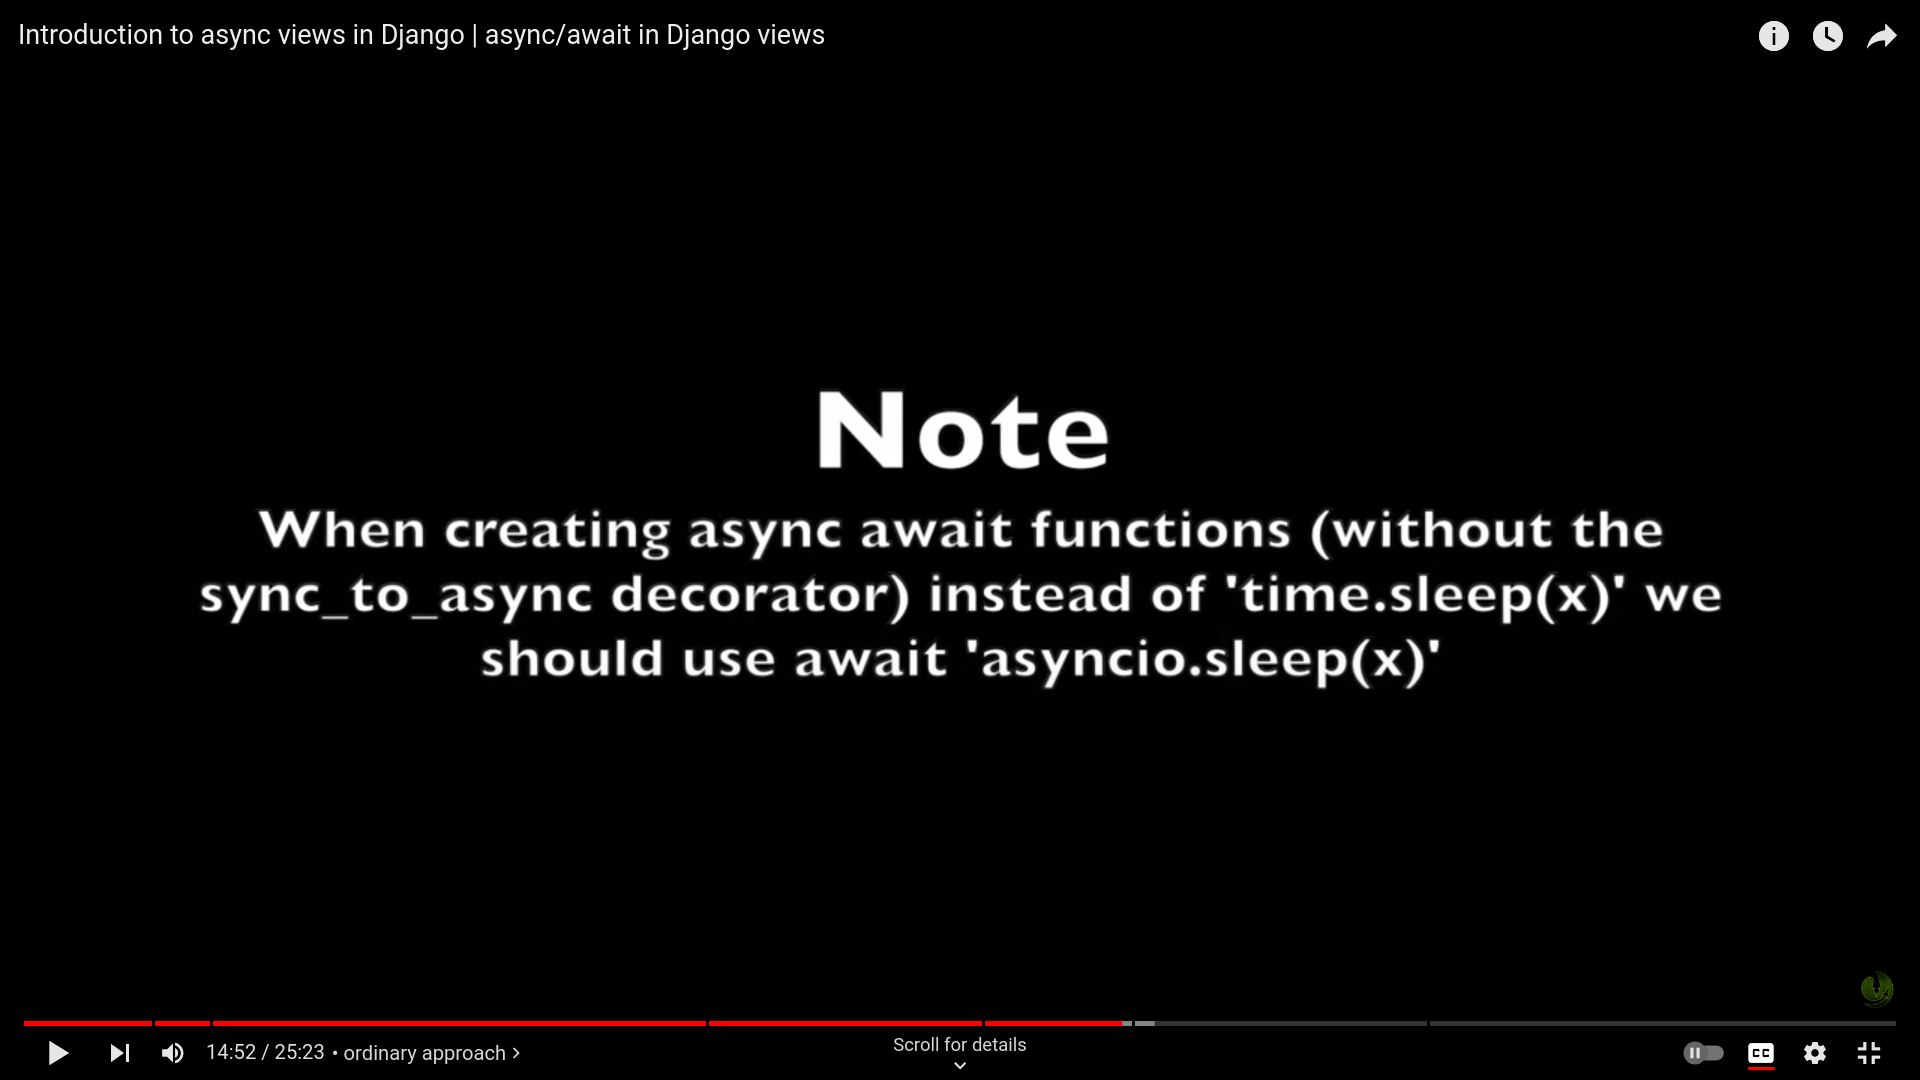 Introduction to async views in Django | async/await in Django views
Note
When creating async await functions (without the
sync_to_async decorator) instead of 'time.sleep(x)' we
should use await 'asyncio.sleep(x)'
14:52 / 25:23 • ordinary approach
Scroll for details
CC